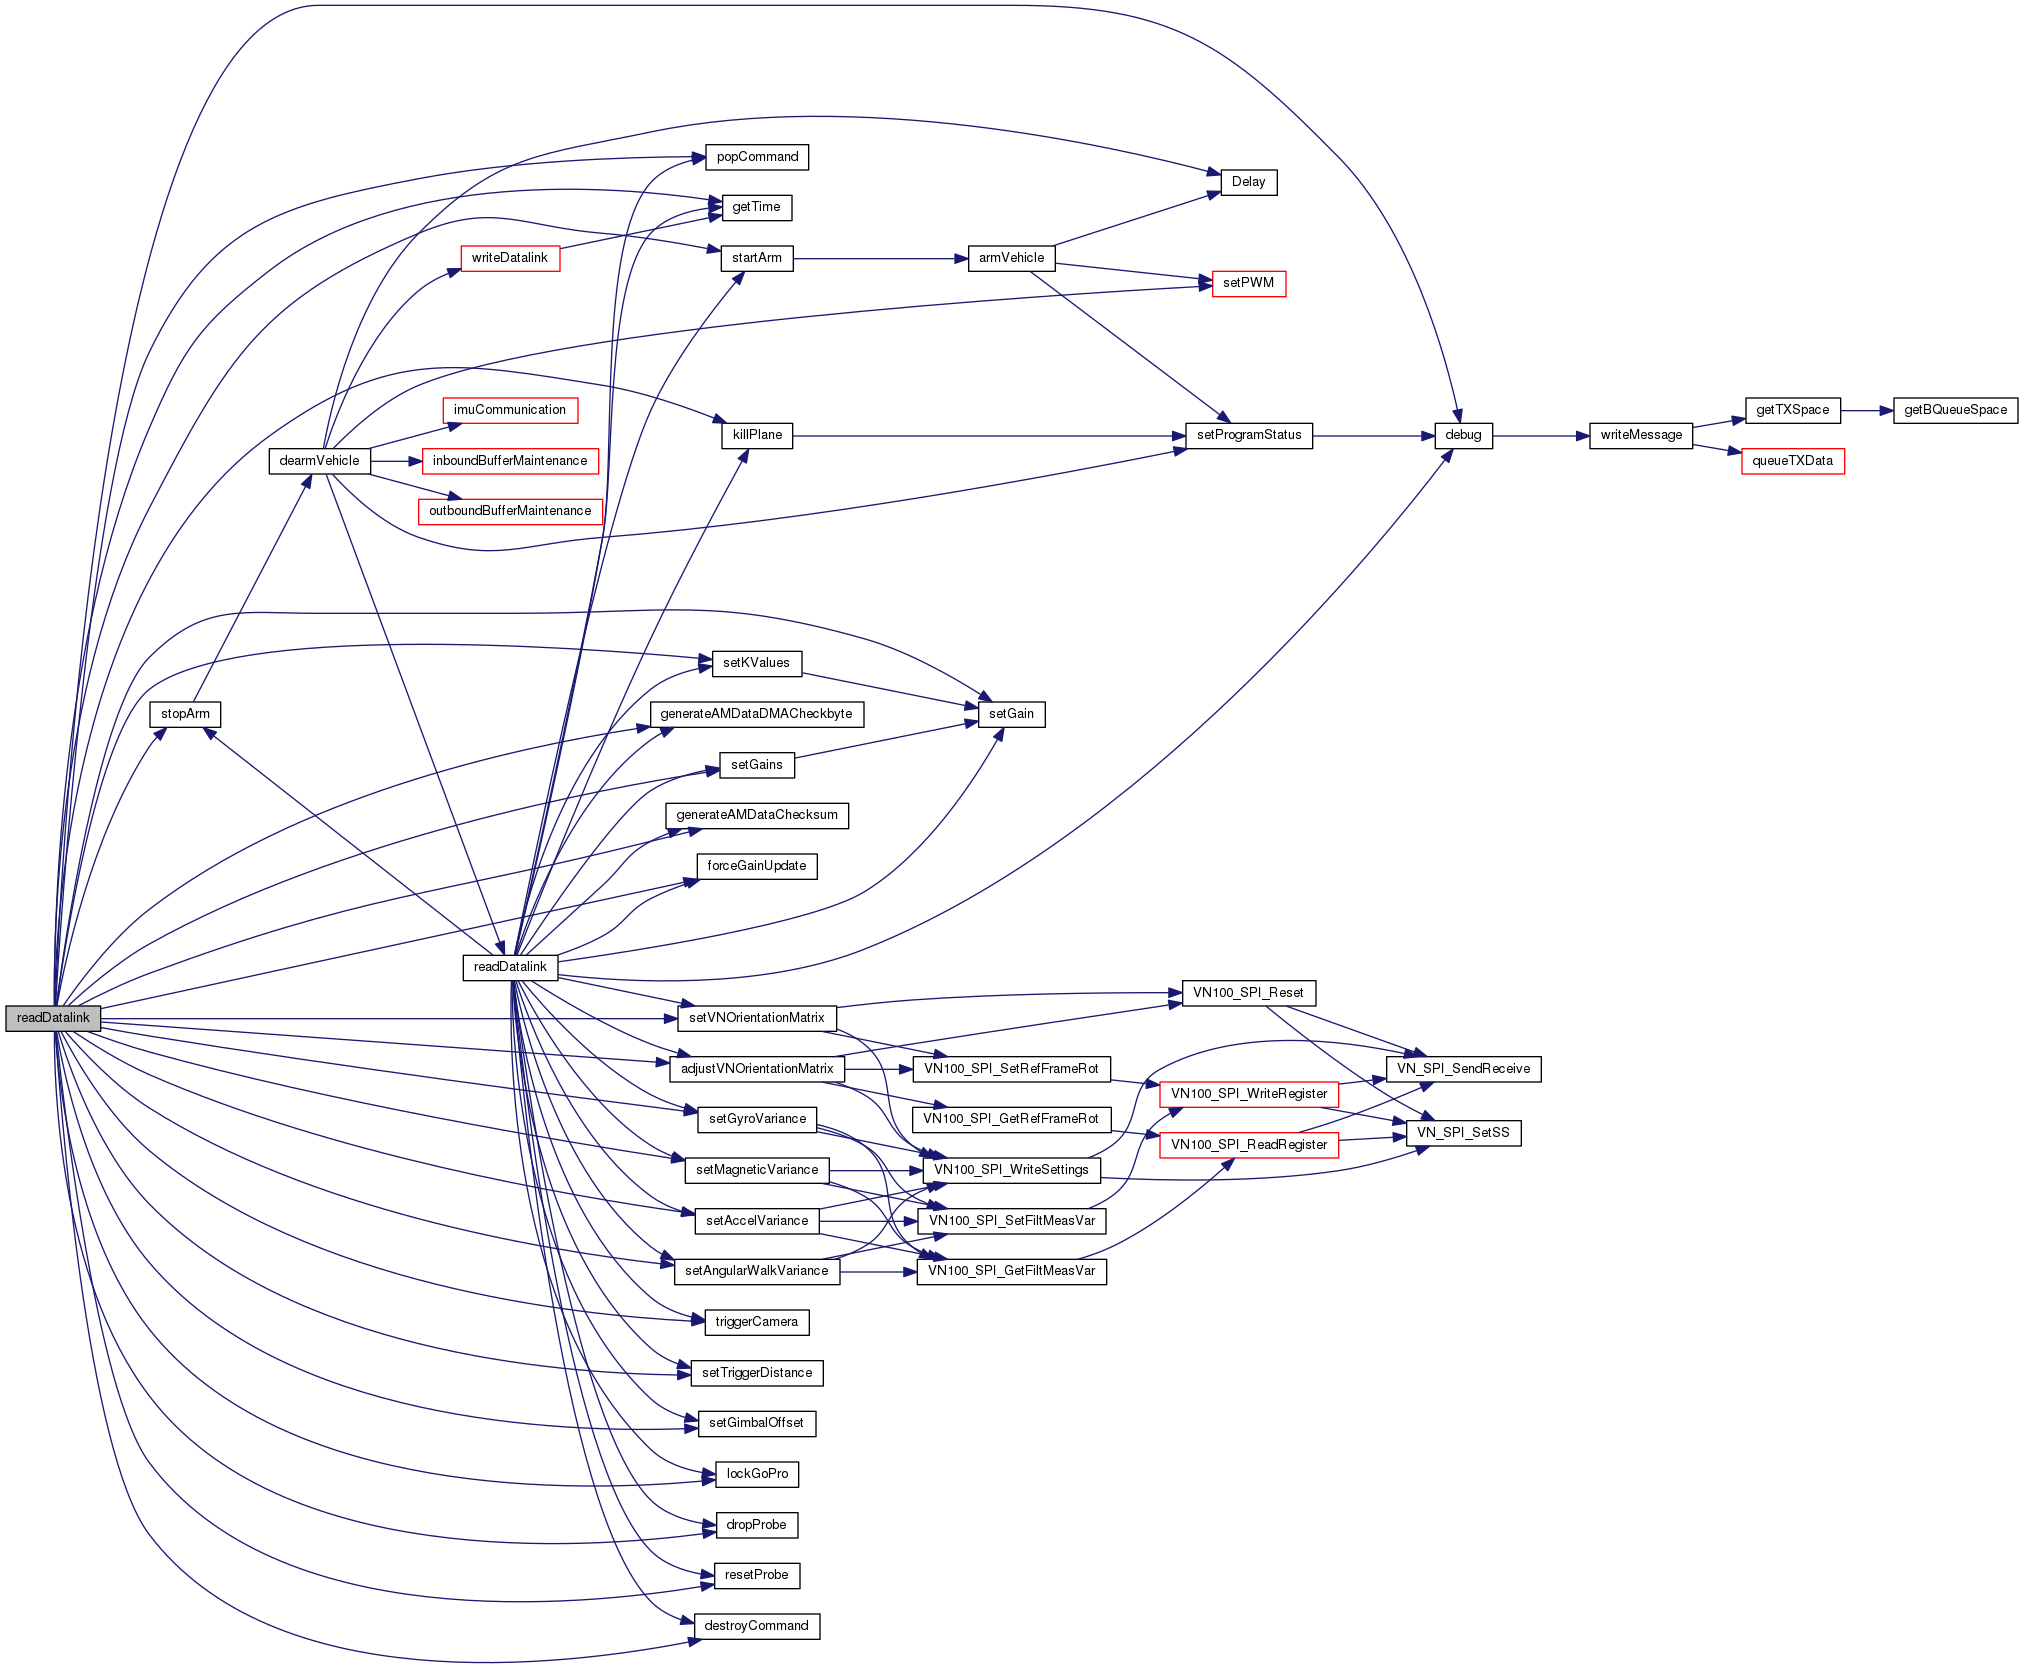 popCommand
Delay
getTime
writeDatalink
startArm
armVehicle
setPWM
imuCommunication
getTXSpace
getBQueueSpace
killPlane
setProgramStatus
debug
writeMessage
dearmVehicle
inboundBufferMaintenance
queueTXData
outboundBufferMaintenance
setKValues
stopArm
generateAMDataDMACheckbyte
setGain
setGains
generateAMDataChecksum
forceGainUpdate
readDatalink
VN100_SPI_Reset
readDatalink
setVNOrientationMatrix
adjustVNOrientationMatrix
VN100_SPI_SetRefFrameRot
VN_SPI_SendReceive
VN100_SPI_WriteRegister
setGyroVariance
VN100_SPI_GetRefFrameRot
VN_SPI_SetSS
VN100_SPI_ReadRegister
setMagneticVariance
VN100_SPI_WriteSettings
setAccelVariance
VN100_SPI_SetFiltMeasVar
setAngularWalkVariance
VN100_SPI_GetFiltMeasVar
triggerCamera
setTriggerDistance
setGimbalOffset
lockGoPro
dropProbe
resetProbe
destroyCommand